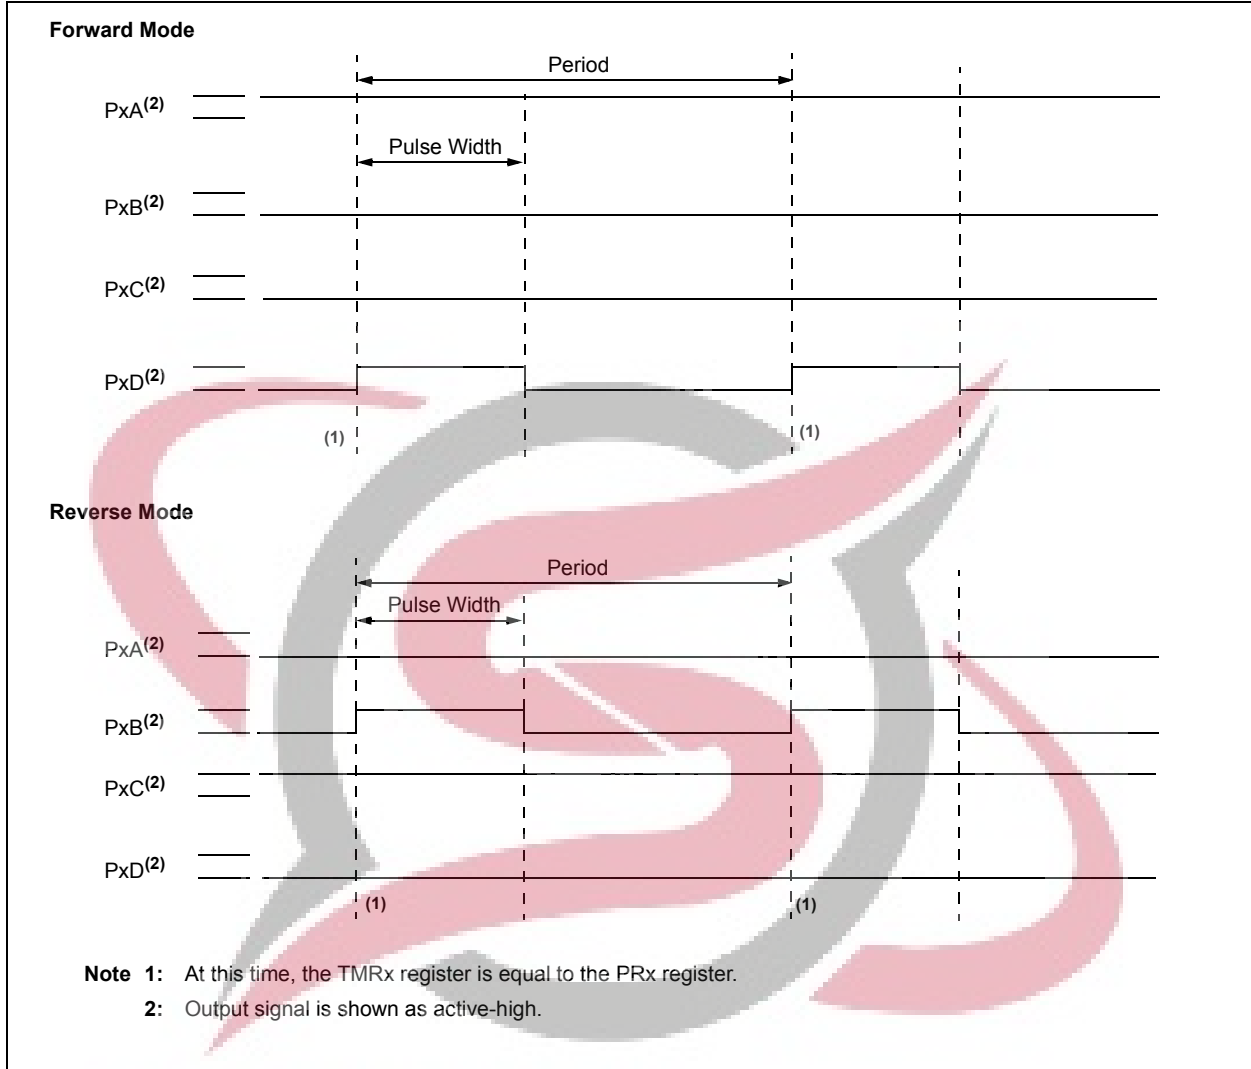 Forward Mode
Period
PxA(2)
Pulse Width
PxB(2)
PxC(2)
PxD(2)
(1) (1)
Reverse Mode
Period
Pulse Width
PxA(2)
PxB(2)
PxC(2)
PxD(2)
(1) (1)
Note 1: At this time, the TMRx register is equal to the PRx register.
2: Output signal is shown as active-high.